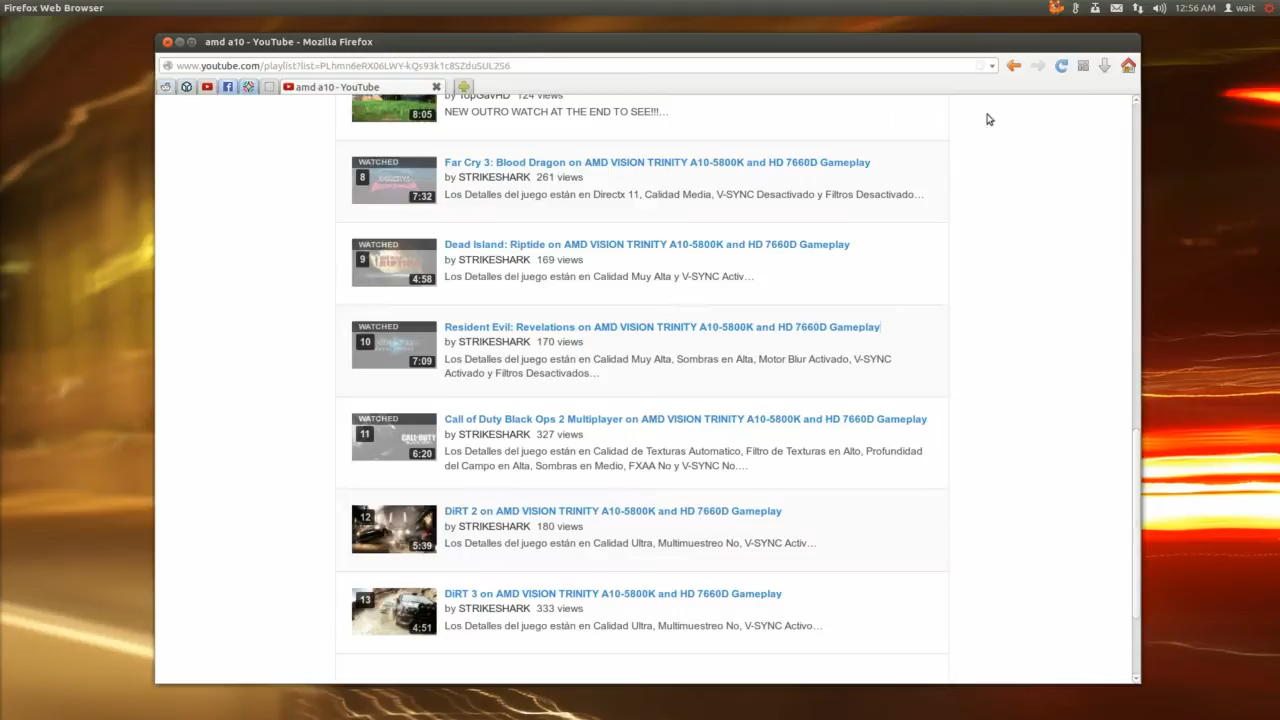 Firefox Web Browser
12:56 AM
wait
amd a10 - YouTube - Mozilla Firefox
www.youtube.com/playlist?list=PLhmn6eRX06LWY-kQs93k1c8SZduSUL2S6
amd a10 - YouTube
8:05
by TopGavHD 124 views
NEW OUTRO WATCH AT THE END TO SEE!!!...
WATCHED
8
7:32
Far Cry 3: Blood Dragon on AMD VISION TRINITY A10-5800K and HD 7660D Gameplay
by STRIKESHARK 261 views
Los Detalles del juego están en Directx 11, Calidad Media, V-SYNC Desactivado y Filtros Desactivado...
WATCHED
9
4:58
Dead Island: Riptide on AMD VISION TRINITY A10-5800K and HD 7660D Gameplay
by STRIKESHARK 169 views
Los Detalles del juego están en Calidad Muy Alta y V-SYNC Activ...
WATCHED
10
7:09
Resident Evil: Revelations on AMD VISION TRINITY A10-5800K and HD 7660D Gameplay
by STRIKESHARK 170 views
Los Detalles del juego están en Calidad Muy Alta, Sombras en Alta, Motor Blur Activado, V-SYNC
Activado y Filtros Desactivados...
WATCHED
11
CALL OF DUTY
6:20
Call of Duty Black Ops 2 Multiplayer on AMD VISION TRINITY A10-5800K and HD 7660D Gameplay
by STRIKESHARK 327 views
Los Detalles del juego están en Calidad de Texturas Automatico, Filtro de Texturas en Alto, Profundidad
del Campo en Alta, Sombras en Medio, FXAA No y V-SYNC No....
12
5:39
DiRT 2 on AMD VISION TRINITY A10-5800K and HD 7660D Gameplay
by STRIKESHARK 180 views
Los Detalles del juego están en Calidad Ultra, Multimuestreo No, V-SYNC Activ...
13
4:51
DiRT 3 on AMD VISION TRINITY A10-5800K and HD 7660D Gameplay
by STRIKESHARK 333 views
Los Detalles del juego están en Calidad Ultra, Multimuestreo No, V-SYNC Activo...